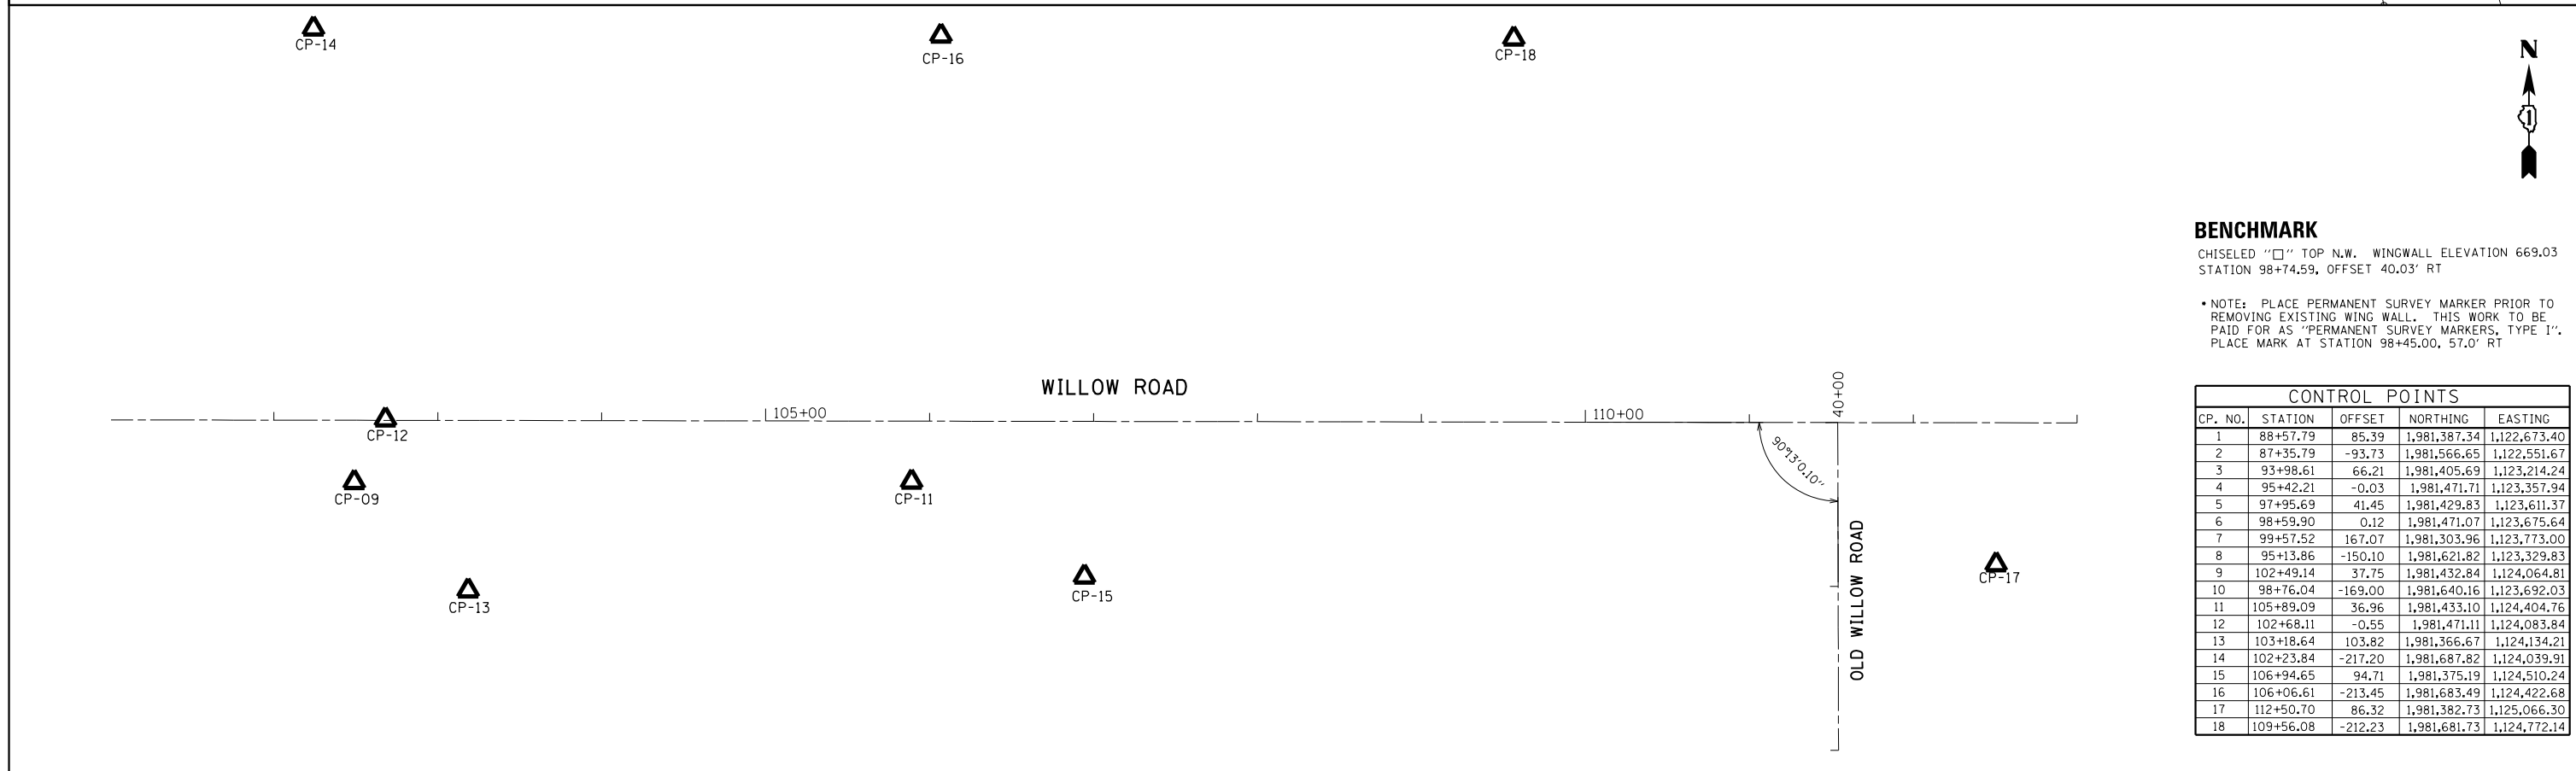 CP-14
CP-16
CP-18
N
1
BENCHMARK
CHISELED "□" TOP N.W. WINGWALL ELEVATION 669.03
STATION 98+74.59, OFFSET 40.03' RT
• NOTE: PLACE PERMANENT SURVEY MARKER PRIOR TO
REMOVING EXISTING WING WALL. THIS WORK TO BE
PAID FOR AS "PERMANENT SURVEY MARKERS, TYPE I".
PLACE MARK AT STATION 98+45.00, 57.0' RT
WILLOW ROAD
105+00
110+00
40+00
CP-12
90°13'0.10"
CP-09
CP-11
CP-13
CP-15
OLD WILLOW ROAD
CP-17
CONTROL POINTS
CP. NO. STATION OFFSET NORTHING EASTING
1 88+57.79 85.39 1,981,387.34 1,122,673.40
2 87+35.79 -93.73 1,981,566.65 1,122,551.67
3 93+98.61 66.21 1,981,405.69 1,123,214.24
4 95+42.21 -0.03 1,981,471.71 1,123,357.94
5 97+95.69 41.45 1,981,429.83 1,123,611.37
6 98+59.90 0.12 1,981,471.07 1,123,675.64
7 99+57.52 167.07 1,981,303.96 1,123,773.00
8 95+13.86 -150.10 1,981,621.82 1,123,329.83
9 102+49.14 37.75 1,981,432.84 1,124,064.81
10 98+76.04 -169.00 1,981,640.16 1,123,692.03
11 105+89.09 36.96 1,981,433.10 1,124,404.76
12 102+68.11 -0.55 1,981,471.11 1,124,083.84
13 103+18.64 103.82 1,981,366.67 1,124,134.21
14 102+23.84 -217.20 1,981,687.82 1,124,039.91
15 106+94.65 94.71 1,981,375.19 1,124,510.24
16 106+06.61 -213.45 1,981,683.49 1,124,422.68
17 112+50.70 86.32 1,981,382.73 1,125,066.30
18 109+56.08 -212.23 1,981,681.73 1,124,772.14